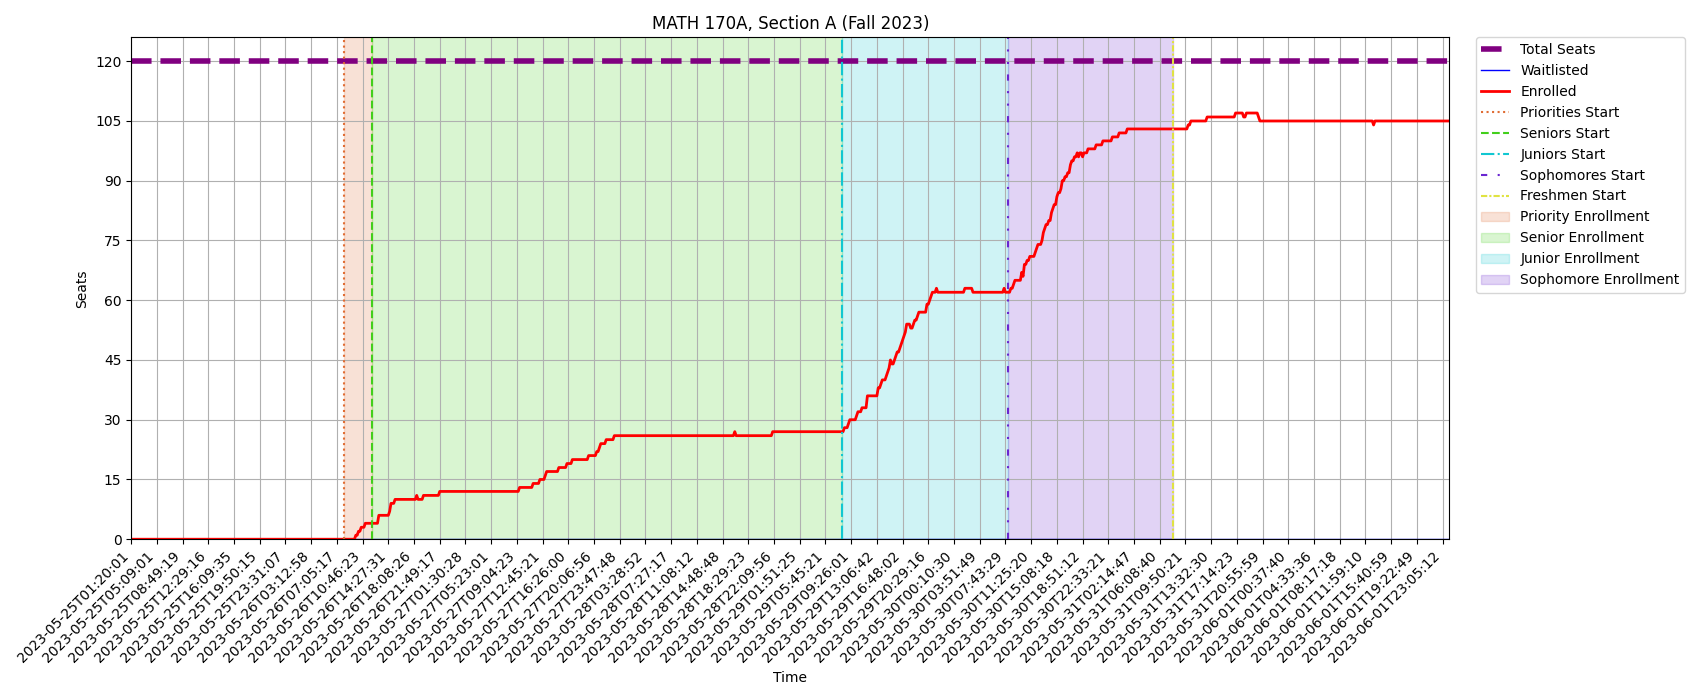 MATH 170A, Section A (Fall 2023)
Seats
120
105
90
75
60
45
30
15
0
2023-05-25T01:20:01
2023-05-25T05:09:01
2023-05-25T08:49:19
2023-05-25T12:29:16
2023-05-25T16:09:35
2023-05-25T19:50:15
2023-05-25T23:31:07
2023-05-26T03:12:58
2023-05-26T07:05:17
2023-05-26T10:46:23
2023-05-26T14:27:31
2023-05-26T18:08:26
2023-05-26T21:49:17
2023-05-27T01:30:28
2023-05-27T05:23:01
2023-05-27T09:04:23
2023-05-27T12:45:21
2023-05-27T16:26:00
2023-05-27T20:06:56
2023-05-27T23:47:48
2023-05-28T03:28:52
2023-05-28T07:27:17
2023-05-28T11:08:12
2023-05-28T14:48:48
2023-05-28T18:29:23
2023-05-28T22:09:56
2023-05-29T01:51:25
2023-05-29T05:45:21
2023-05-29T09:26:01
2023-05-29T13:06:42
2023-05-29T16:48:02
2023-05-29T20:29:16
2023-05-30T00:10:30
2023-05-30T03:51:49
2023-05-30T07:43:29
2023-05-30T11:25:20
2023-05-30T15:08:18
2023-05-30T18:51:12
2023-05-30T22:33:21
2023-05-31T02:14:47
2023-05-31T06:08:40
2023-05-31T09:50:21
2023-05-31T13:32:30
2023-05-31T17:14:23
2023-05-31T20:55:59
2023-06-01T00:37:40
2023-06-01T04:33:36
2023-06-01T08:17:18
2023-06-01T11:59:10
2023-06-01T15:40:59
2023-06-01T19:22:49
2023-06-01T23:05:12
Time
Total Seats
Waitlisted
Enrolled
Priorities Start
Seniors Start
Juniors Start
Sophomores Start
Freshmen Start
Priority Enrollment
Senior Enrollment
Junior Enrollment
Sophomore Enrollment